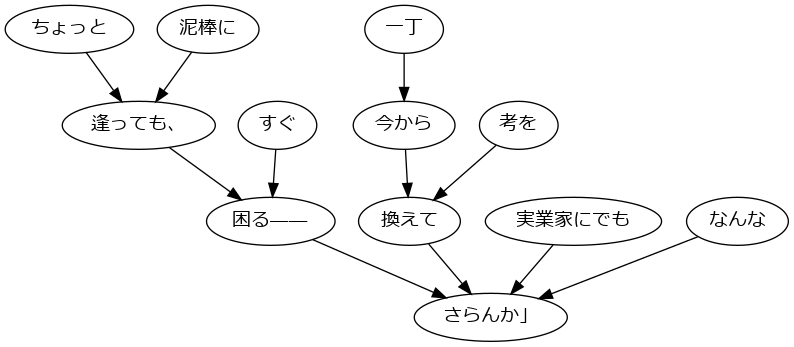 ちょっと 泥棒に 一丁
逢っても、 すぐ 今から 考を
困る―― 換えて 実業家にでも なんな
さらんか」